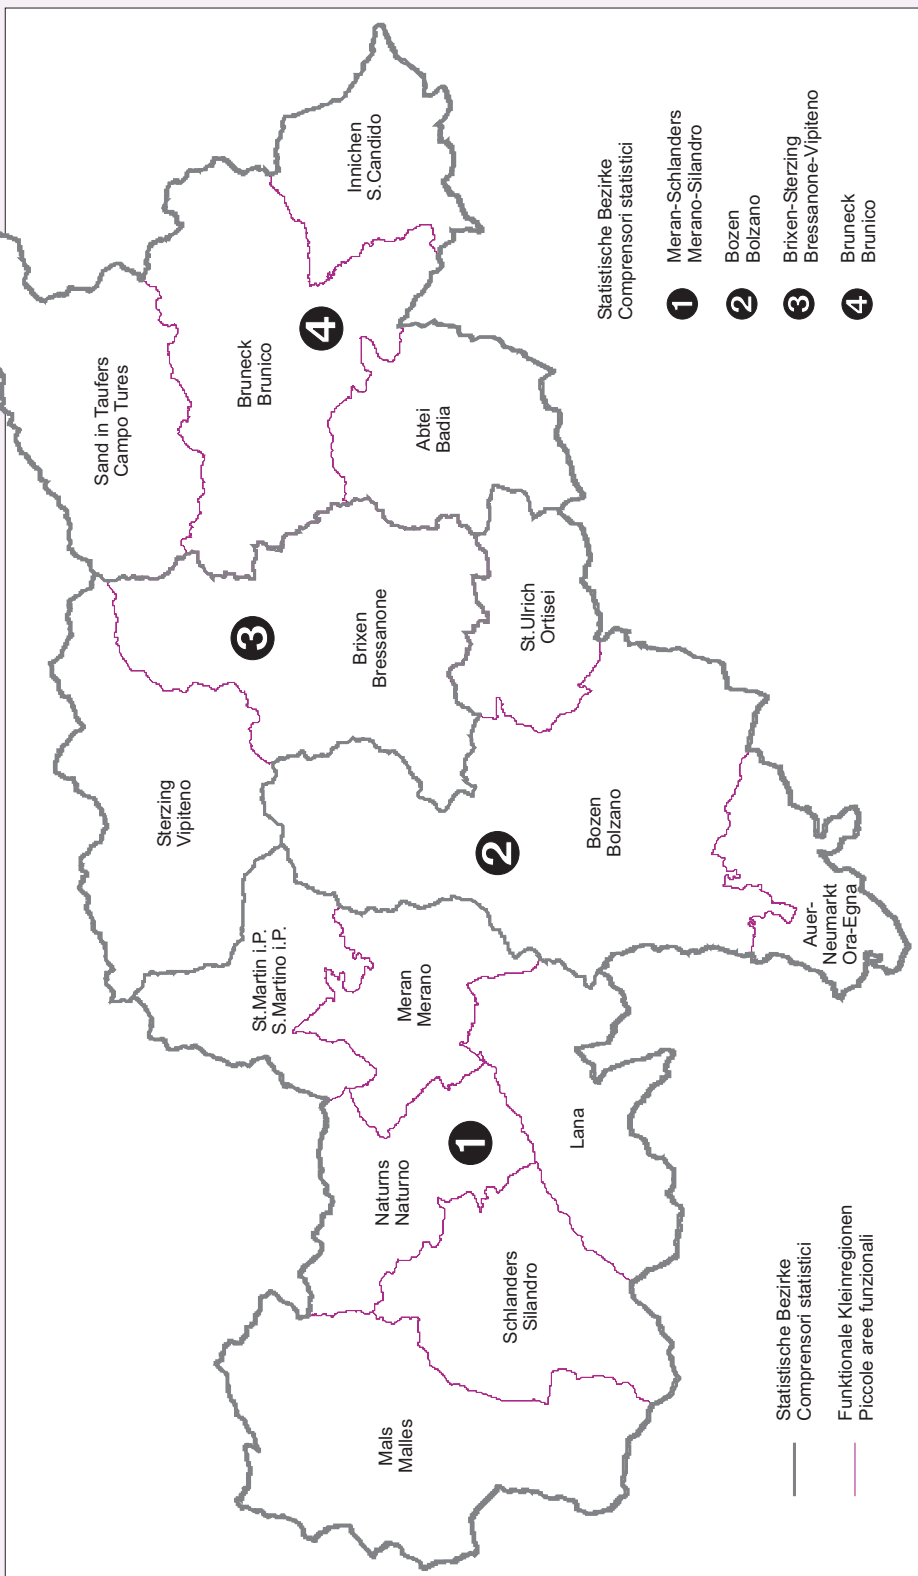 Mals
Malles
Schlanders
Silandro
Naturns
Naturno
Lana
Meran
Merano
St.Martin i.P.
S.Martino i.P.
Sterzing
Vipiteno
Bozen
Bolzano
Auer-
Neumarkt
Ora-Egna
Brixen
Bressanone
St.Ulrich
Ortisei
Sand in Taufers
Campo Tures
Bruneck
Brunico
Abtei
Badia
Innichen
S.Candido
1
2
3
4
Statistische Bezirke
Comprensori statistici
Funktionale Kleinregionen
Piccole aree funzionali
Statistische Bezirke
Comprensori statistici
1 Meran-Schlanders
Merano-Silandro
2 Bozen
Bolzano
3 Brixen-Sterzing
Bressanone-Vipiteno
4 Bruneck
Brunico